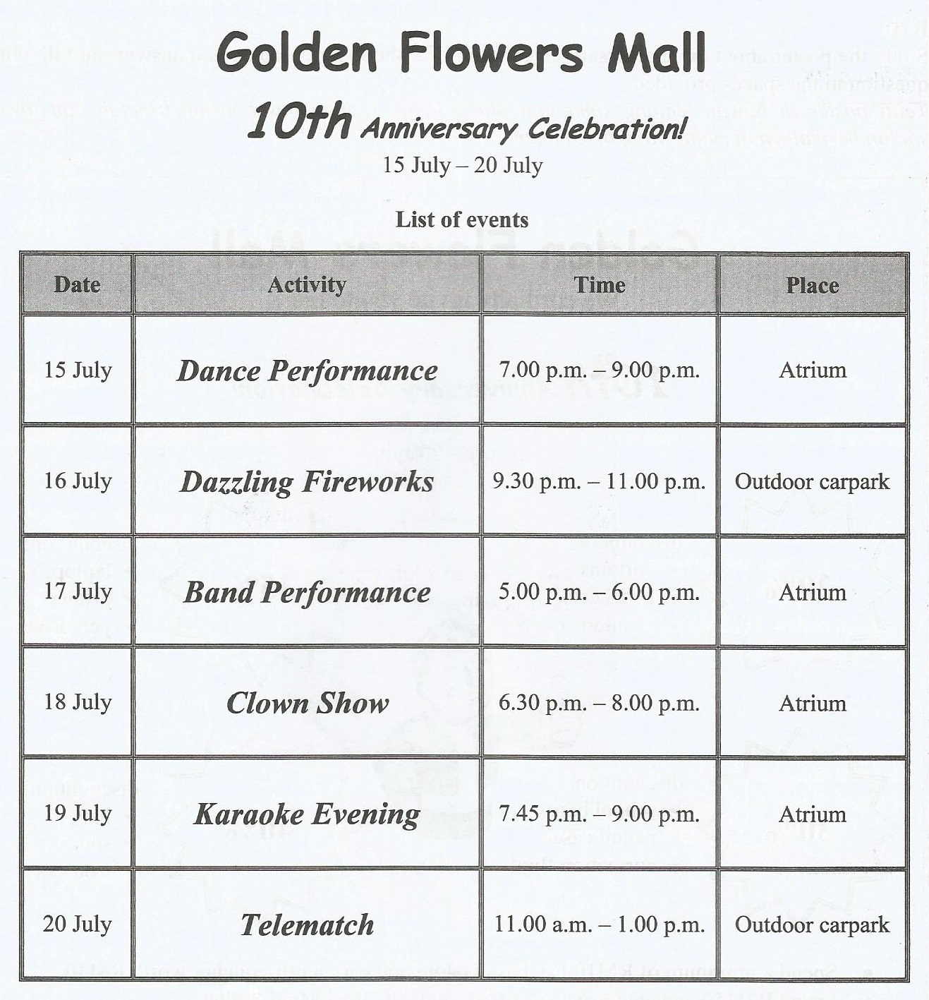 Golden Flowers Mall
10th Anniversary Celebration!
15 July – 20 July
List of events
Date Activity Time Place
15 July Dance Performance 7.00 p.m. – 9.00 p.m. Atrium
16 July Dazzling Fireworks 9.30 p.m. – 11.00 p.m. Outdoor carpark
17 July Band Performance 5.00 p.m. – 6.00 p.m. Atrium
18 July Clown Show 6.30 p.m. – 8.00 p.m. Atrium
19 July Karaoke Evening 7.45 p.m. – 9.00 p.m. Atrium
20 July Telematch 11.00 a.m. – 1.00 p.m. Outdoor carpark